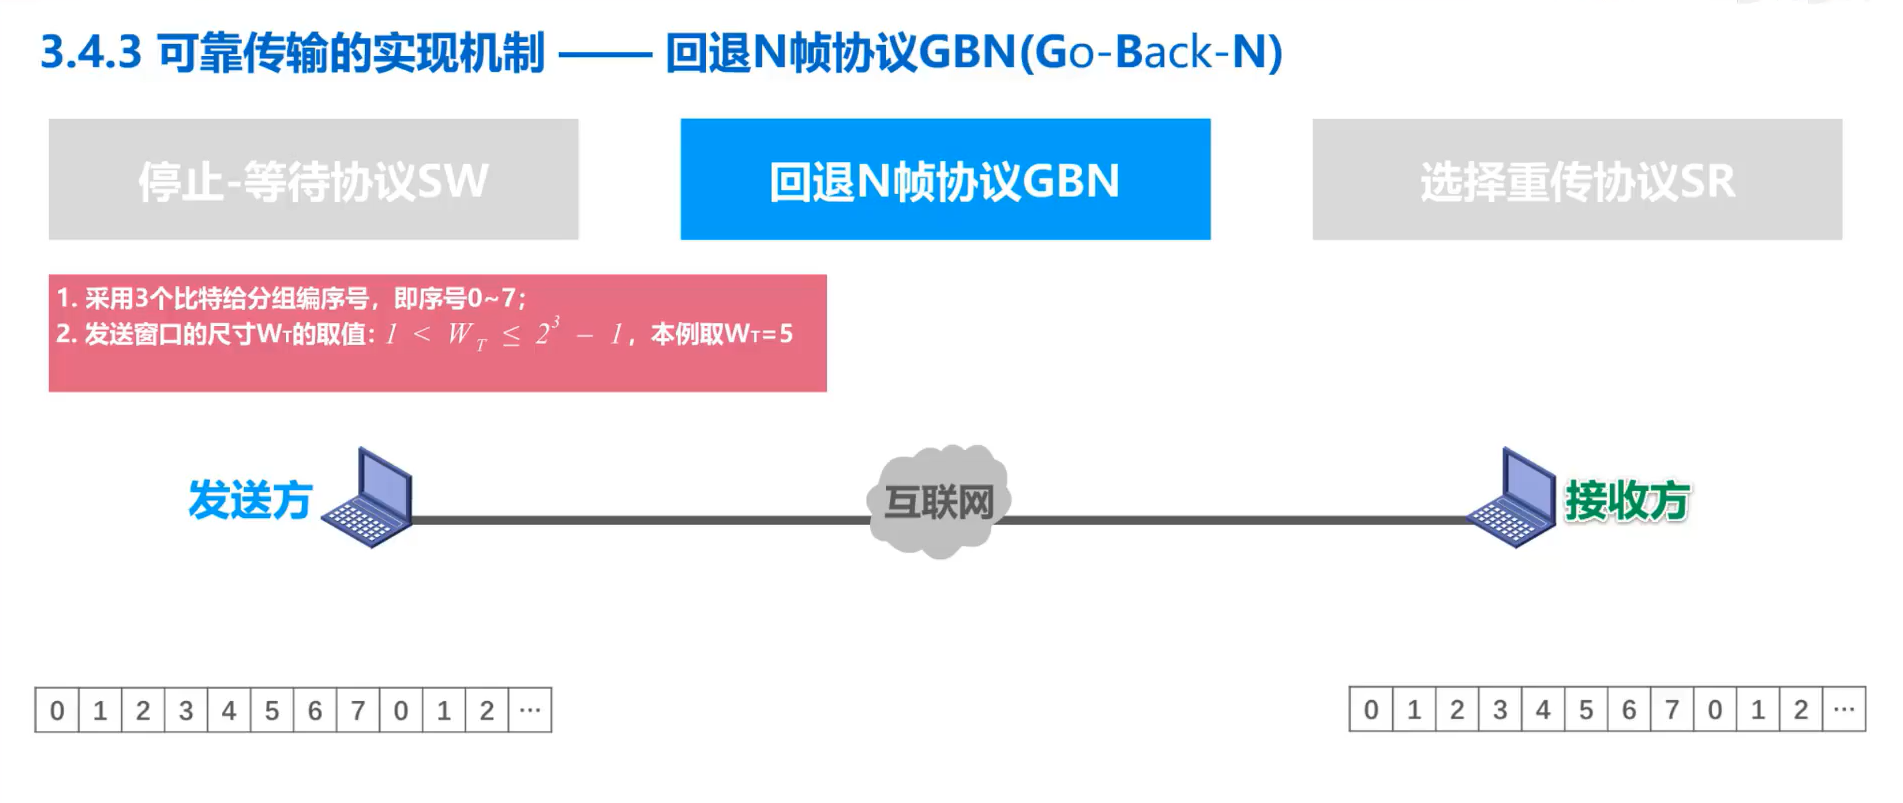 3.4.3 可靠传输的实现机制 —— 回退N帧协议GBN(Go-Back-N)
停止-等待协议SW
回退N帧协议GBN
选择重传协议SR
1. 采用3个比特给分组编序号，即序号0~7；
2. 发送窗口的尺寸WT的取值：1 < W_T ≤ 2^3 − 1，本例取WT=5
发送方
互联网
接收方
0 1 2 3 4 5 6 7 0 1 2 ···
0 1 2 3 4 5 6 7 0 1 2 ···